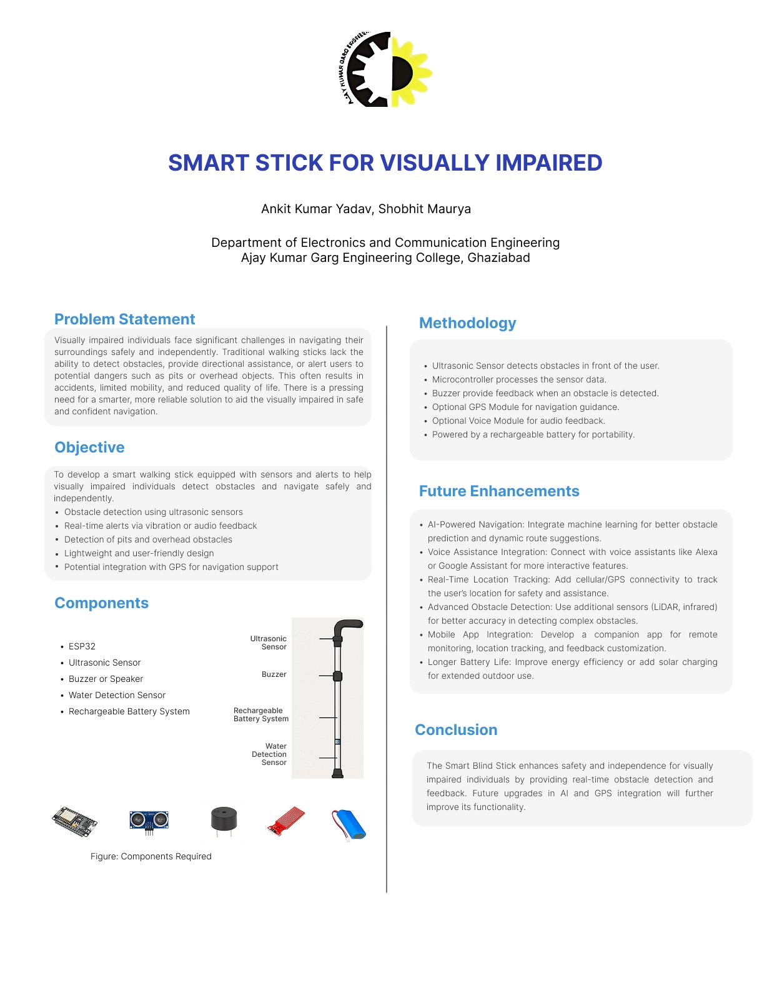 AJAY KUMAR GARG
SMART STICK FOR VISUALLY IMPAIRED
Ankit Kumar Yadav, Shobhit Maurya
Department of Electronics and Communication Engineering
Ajay Kumar Garg Engineering College, Ghaziabad
Problem Statement
Visually impaired individuals face significant challenges in navigating their
surroundings safely and independently. Traditional walking sticks lack the
ability to detect obstacles, provide directional assistance, or alert users to
potential dangers such as pits or overhead objects. This often results in
accidents, limited mobility, and reduced quality of life. There is a pressing
need for a smarter, more reliable solution to aid the visually impaired in safe
and confident navigation.
Objective
To develop a smart walking stick equipped with sensors and alerts to help
visually impaired individuals detect obstacles and navigate safely and
independently.
• Obstacle detection using ultrasonic sensors
• Real-time alerts via vibration or audio feedback
• Detection of pits and overhead obstacles
• Lightweight and user-friendly design
• Potential integration with GPS for navigation support
Components
• ESP32
• Ultrasonic Sensor
• Buzzer or Speaker
• Water Detection Sensor
• Rechargeable Battery System
Ultrasonic
Sensor
Buzzer
Rechargeable
Battery System
Water
Detection
Sensor
Figure: Components Required
Methodology
• Ultrasonic Sensor detects obstacles in front of the user.
• Microcontroller processes the sensor data.
• Buzzer provide feedback when an obstacle is detected.
• Optional GPS Module for navigation guidance.
• Optional Voice Module for audio feedback.
• Powered by a rechargeable battery for portability.
Future Enhancements
• AI-Powered Navigation: Integrate machine learning for better obstacle
prediction and dynamic route suggestions.
• Voice Assistance Integration: Connect with voice assistants like Alexa
or Google Assistant for more interactive features.
• Real-Time Location Tracking: Add cellular/GPS connectivity to track
the user’s location for safety and assistance.
• Advanced Obstacle Detection: Use additional sensors (LiDAR, infrared)
for better accuracy in detecting complex obstacles.
• Mobile App Integration: Develop a companion app for remote
monitoring, location tracking, and feedback customization.
• Longer Battery Life: Improve energy efficiency or add solar charging
for extended outdoor use.
Conclusion
The Smart Blind Stick enhances safety and independence for visually
impaired individuals by providing real-time obstacle detection and
feedback. Future upgrades in AI and GPS integration will further
improve its functionality.